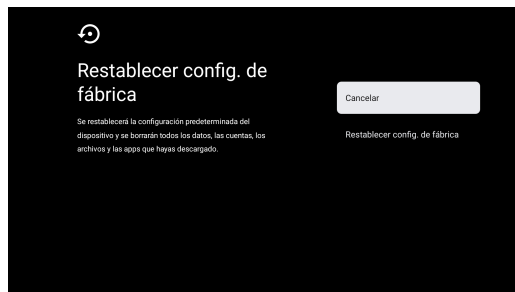 Restablecer config. de
fábrica
Se restablecerá la configuración predeterminada del
dispositivo y se borrarán todos los datos, las cuentas, los
archivos y las apps que hayas descargado.
Cancelar
Restablecer config. de fábrica